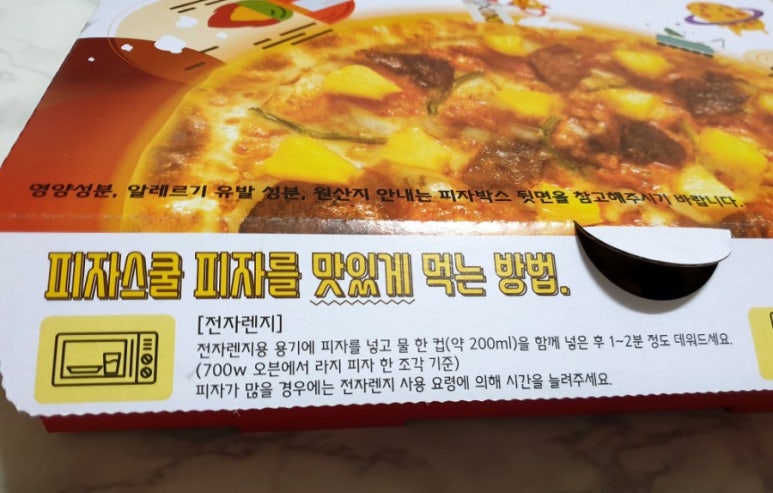 영양성분, 알레르기 유발 성분, 원산지 안내는 피자박스 뒷면을 참고해주시기 바랍니다.
피자스쿨 피자를 맛있게 먹는 방법.
[전자렌지]
전자렌지용 용기에 피자를 넣고 물 한 컵(약 200ml)을 함께 넣은 후 1~2분 정도 데워드세요.
(700w 오븐에서 라지 피자 한 조각 기준)
피자가 많을 경우에는 전자렌지 사용 요령에 의해 시간을 늘려주세요.